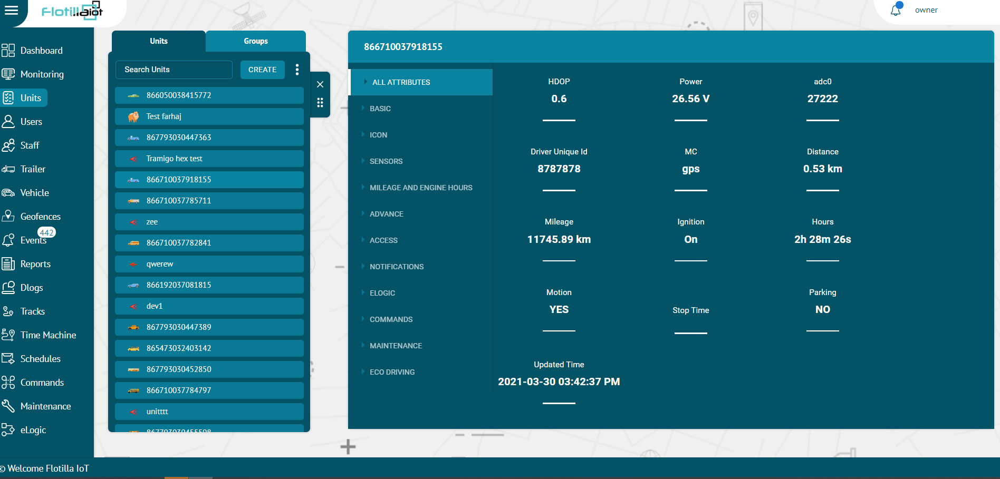 Flotillaiot
owner
Dashboard
Monitoring
Units
Users
Staff
Trailer
Vehicle
Geofences
442
Events
Reports
Dlogs
Tracks
Time Machine
Schedules
Commands
Maintenance
eLogic
Units
Groups
Search Units
CREATE
866050038415772
Test farhaj
867793030447363
Tramigo hex test
866710037918155
866710037785711
zee
866710037782841
qwerew
866192037081815
dev1
867793030447389
865473032403142
867793030452850
866710037784797
unitttt
867793030455598
866710037918155
ALL ATTRIBUTES
BASIC
ICON
SENSORS
MILEAGE AND ENGINE HOURS
ADVANCE
ACCESS
NOTIFICATIONS
ELOGIC
COMMANDS
MAINTENANCE
ECO DRIVING
HDOP
0.6
Power
26.56 V
adc0
27222
Driver Unique Id
8787878
MC
gps
Distance
0.53 km
Mileage
11745.89 km
Ignition
On
Hours
2h 28m 26s
Motion
YES
Stop Time
Parking
NO
Updated Time
2021-03-30 03:42:37 PM
© Welcome Flotilla IoT